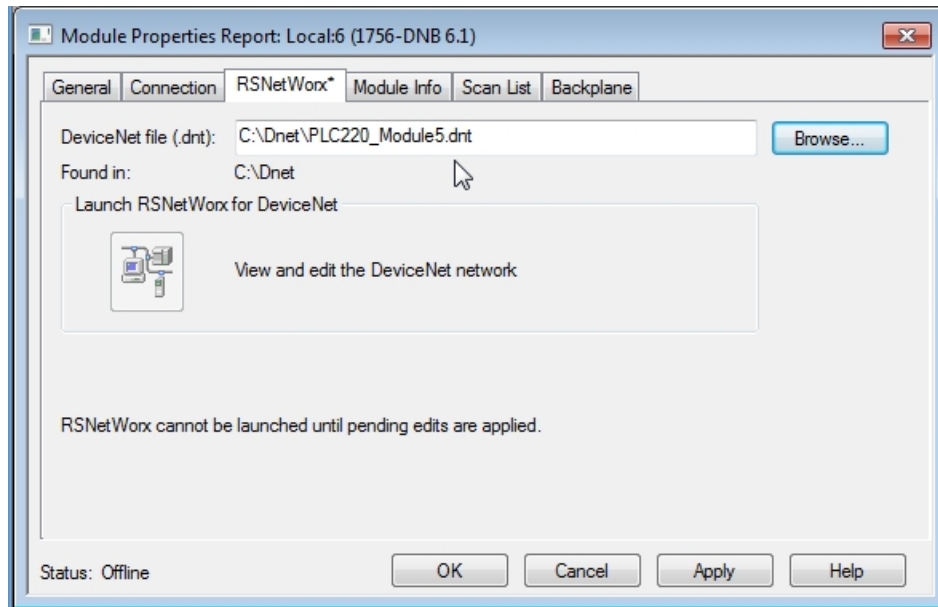 Module Properties Report: Local:6 (1756-DNB 6.1)
General Connection RSNetWorx* Module Info Scan List Backplane
DeviceNet file (.dnt): C:\Dnet\PLC220_Module5.dnt Browse...
Found in: C:\Dnet
Launch RSNetWorx for DeviceNet
View and edit the DeviceNet network
RSNetWorx cannot be launched until pending edits are applied.
Status: Offline OK Cancel Apply Help